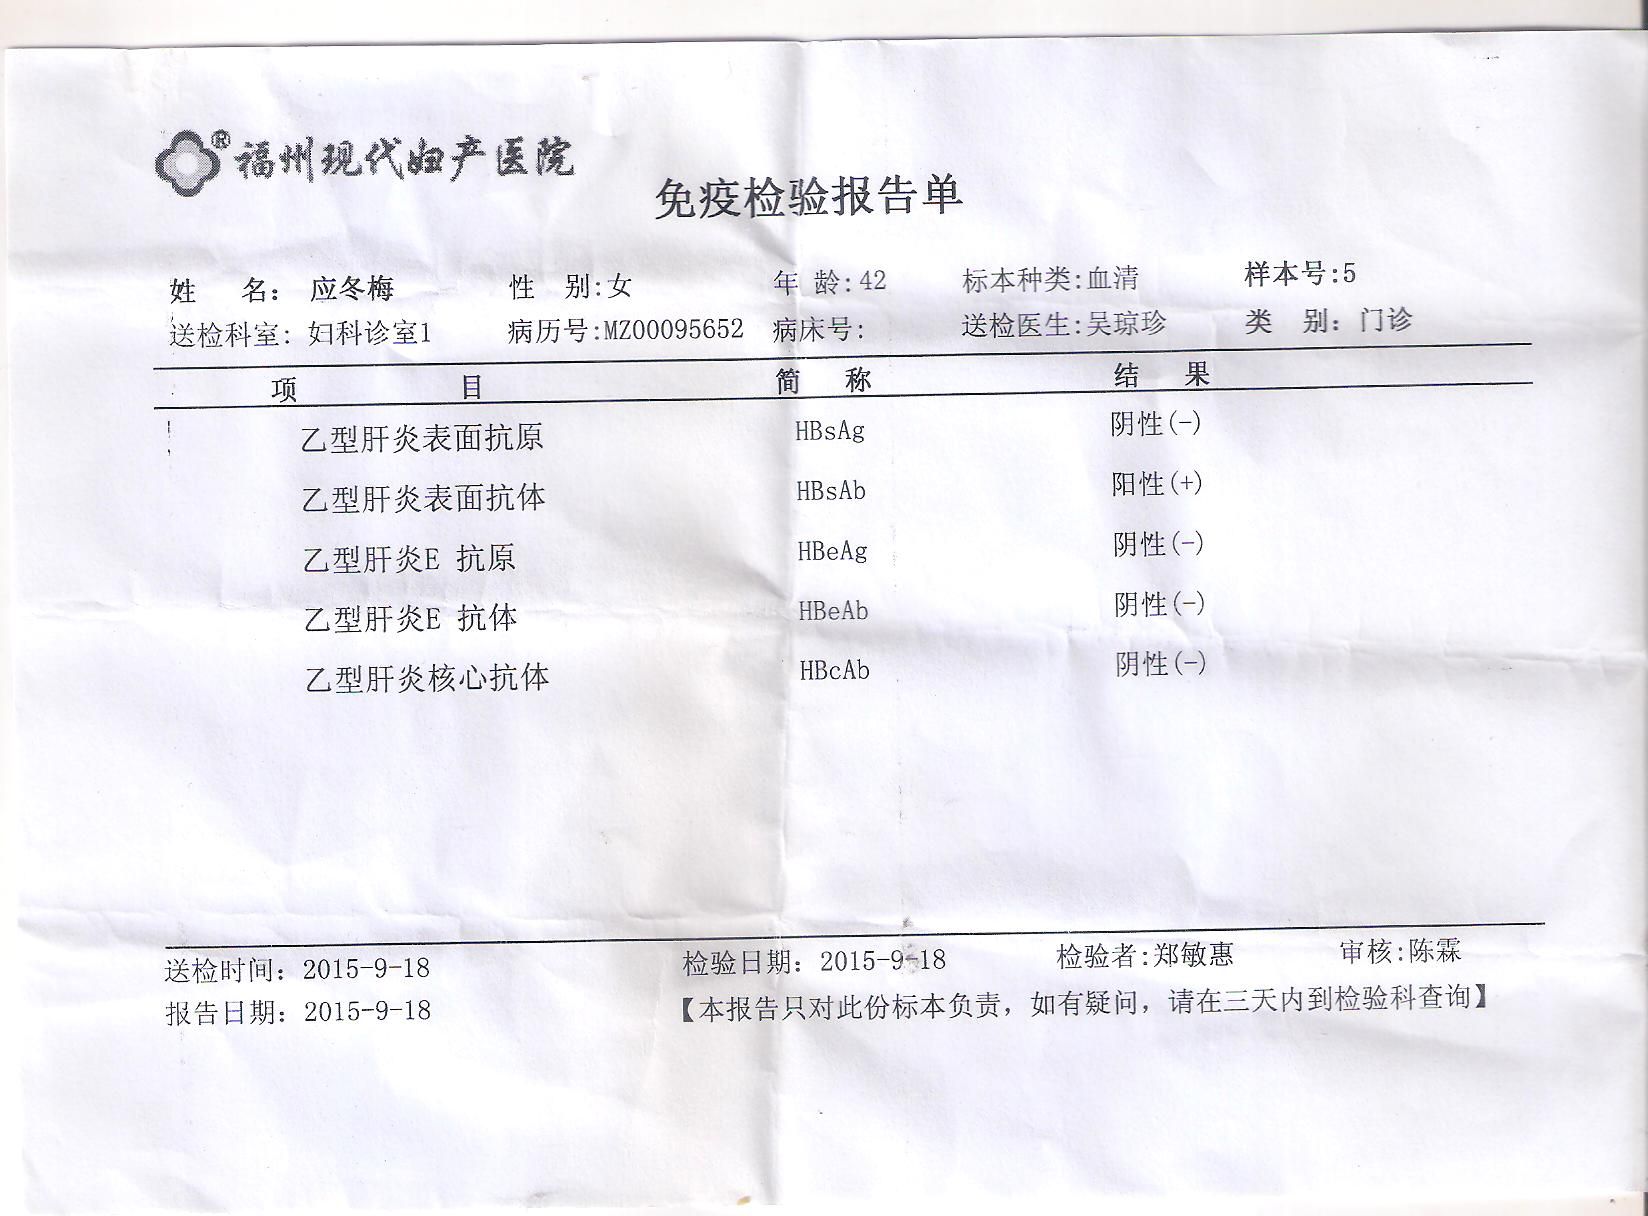 ®福州现代妇产医院
免疫检验报告单
姓 名： 应冬梅 性 别:女 年 龄:42 标本种类:血清 样本号:5
送检科室: 妇科诊室1 病历号:MZ00095652 病床号: 送检医生:吴琼珍 类 别：门诊
项 目 简 称 结 果
乙型肝炎表面抗原 HBsAg 阴性(-)
乙型肝炎表面抗体 HBsAb 阳性(+)
乙型肝炎E 抗原 HBeAg 阴性(-)
乙型肝炎E 抗体 HBeAb 阴性(-)
乙型肝炎核心抗体 HBcAb 阴性(-)
送检时间：2015-9-18 检验日期：2015-9-18 检验者:郑敏惠 审核:陈霖
报告日期：2015-9-18 【本报告只对此份标本负责，如有疑问，请在三天内到检验科查询】